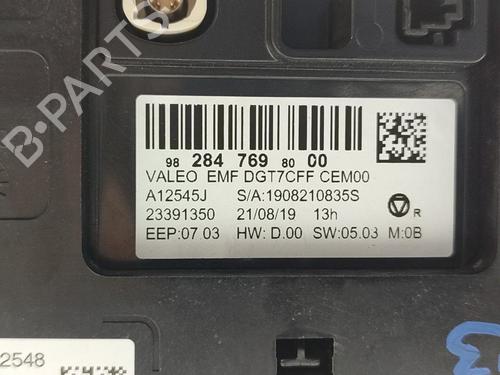 98 284 769 80 00
VALEO EMF DGT7CFF CEM00
A12545J S/A:1908210835S
23391350 21/08/19 13h
R
EEP:07.03 HW: D.00 SW:05.03 M:0B
B-PARTS
2548